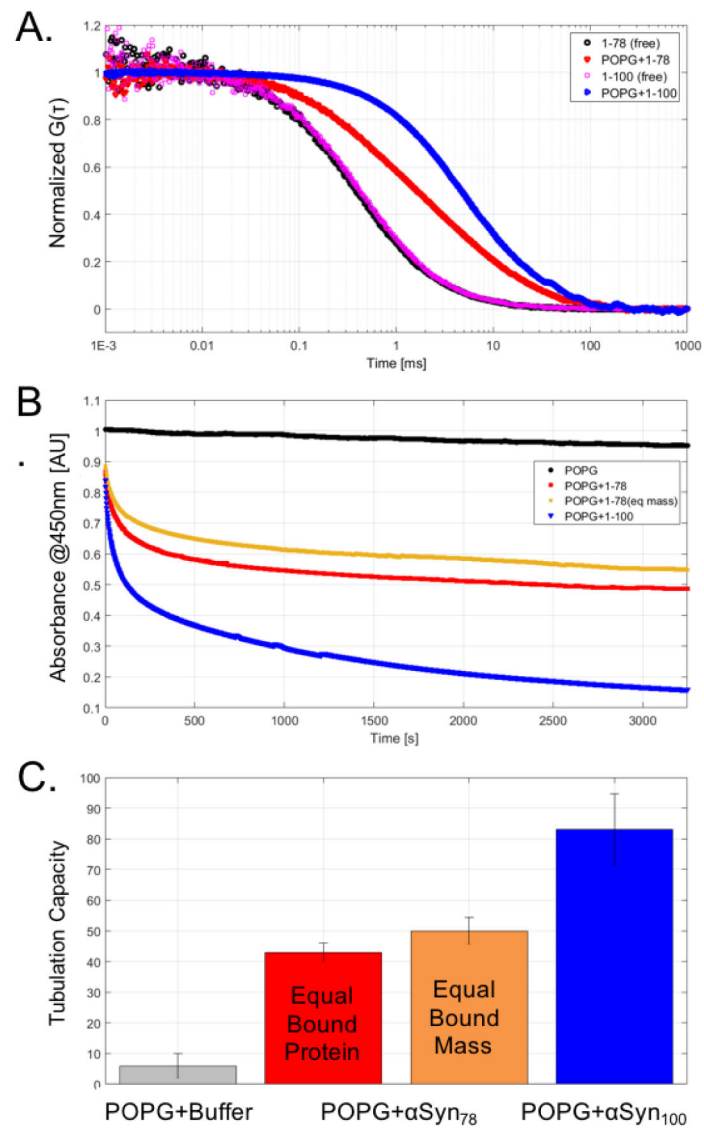 A.
1.2
1
0.8
0.6
0.4
0.2
0
Normalized G(τ)
1-78 (free)
POPG+1-78
1-100 (free)
POPG+1-100
1E-3 0.01 0.1 1 10 100 1000
Time [ms]
B
.
1.1
1
0.9
0.8
0.7
0.6
0.5
0.4
0.3
0.2
0.1
Absorbance @450nm [AU]
POPG
POPG+1-78
POPG+1-78(eq mass)
POPG+1-100
0 500 1000 1500 2000 2500 3000
Time [s]
C.
100
90
80
70
60
50
40
30
20
10
0
Tubulation Capacity
Equal
Bound
Protein
Equal
Bound
Mass
POPG+Buffer POPG+αSyn78 POPG+αSyn100